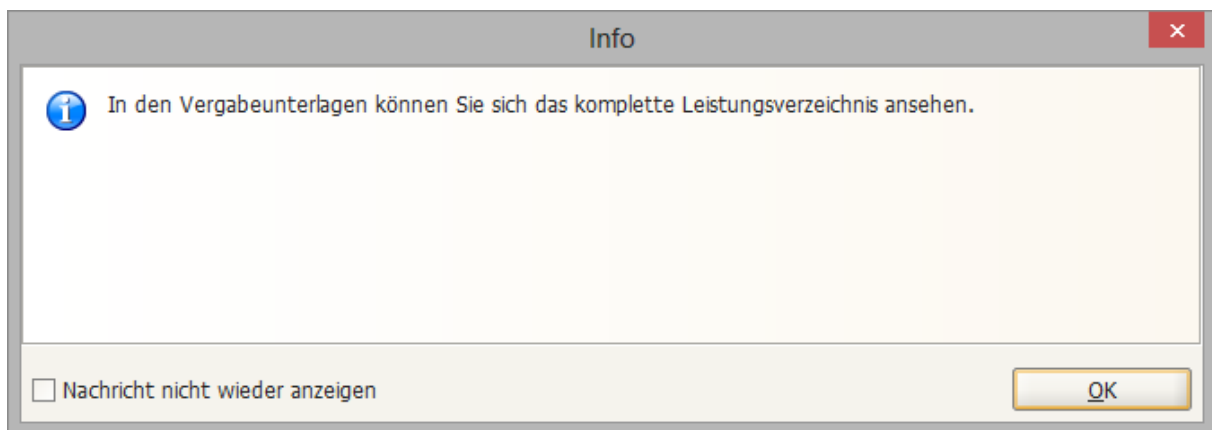 Info
In den Vergabeunterlagen können Sie sich das komplette Leistungsverzeichnis ansehen.
Nachricht nicht wieder anzeigen
OK